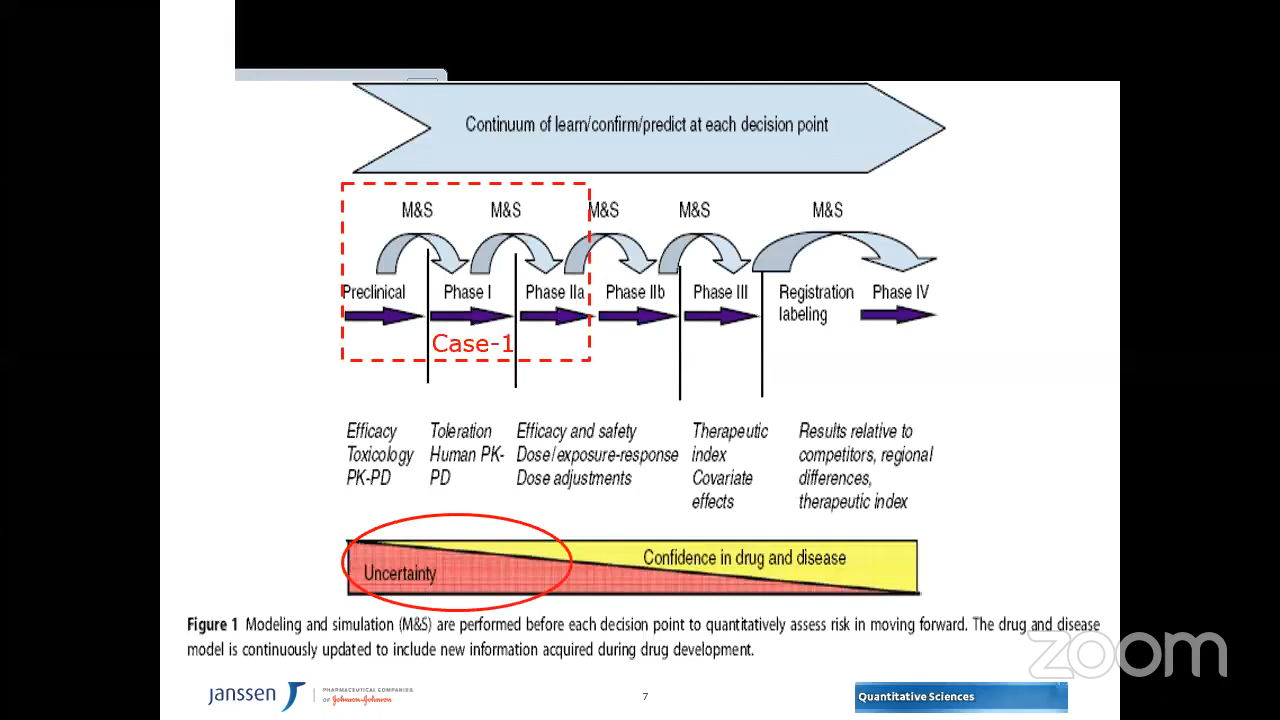 Continuum of learn/confirm/predict at each decision point
M&S M&S M&S M&S M&S
Preclinical Phase I Phase IIa Phase IIb Phase III Registration labeling Phase IV
Case-1
Efficacy
Toxicology
PK-PD
Toleration
Human PK-
PD
Efficacy and safety
Dose/exposure-response
Dose adjustments
Therapeutic
index
Covariate
effects
Results relative to
competitors, regional
differences,
therapeutic index
Confidence in drug and disease
Uncertainty
Figure 1 Modeling and simulation (M&S) are performed before each decision point to quantitatively assess risk in moving forward. The drug and disease
model is continuously updated to include new information acquired during drug development.
zoom
janssen
PHARMACEUTICAL COMPANIES
OF Johnson-Johnson
7
Quantitative Sciences